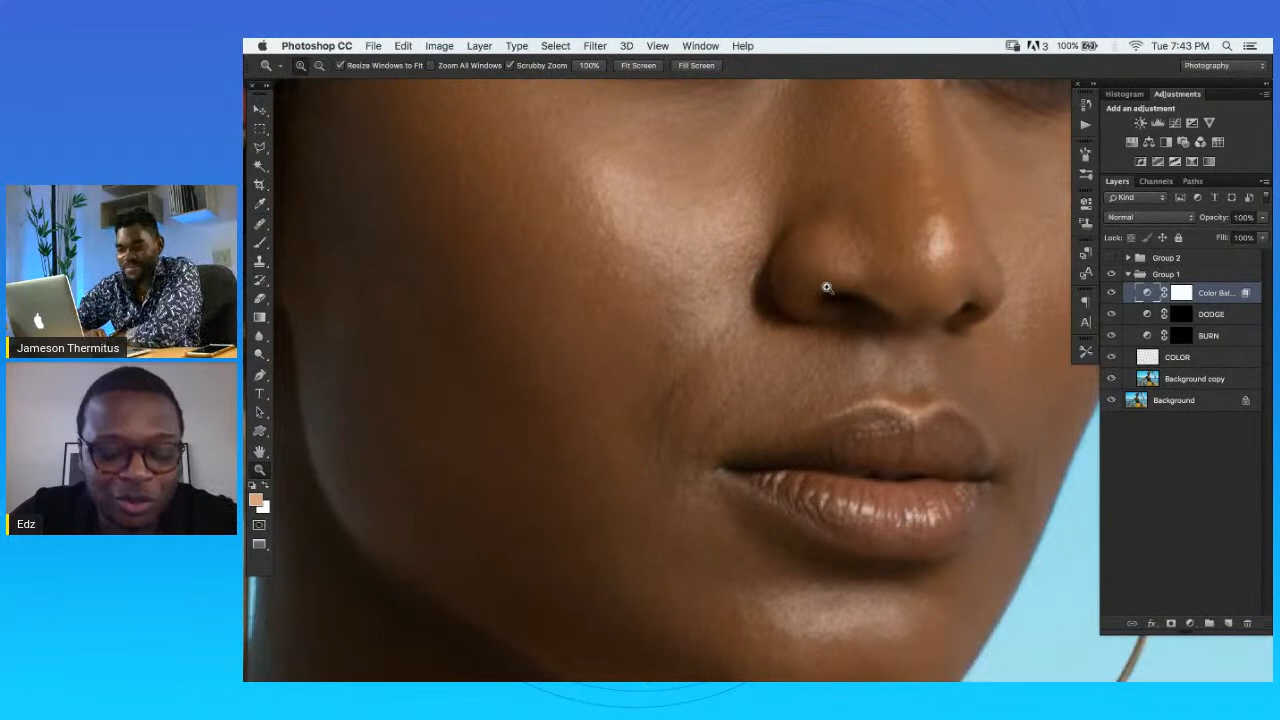 Photoshop CC File Edit Image Layer Type Select Filter 3D View Window Help 3 100% Tue 7:43 PM
Resize Windows to Fit Zoom All Windows Scrubby Zoom 100% Fit Screen Fill Screen Photography
Histogram Adjustments
Add an adjustment
Layers Channels Paths
Kind
Normal Opacity: 100%
Lock: Fill: 100%
Group 2
Group 1
Color Bal...
DODGE
BURN
COLOR
Background copy
Background
Jameson Thermitus
Edz